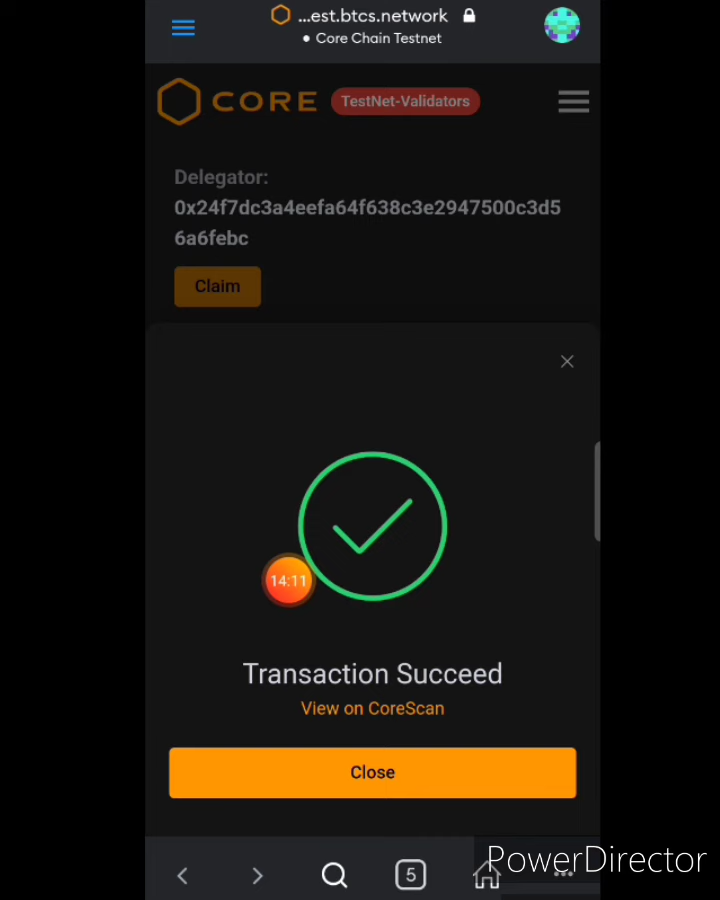 ...est.btcs.network
Core Chain Testnet
CORE
TestNet-Validators
Delegator:
0x24f7dc3a4eefa64f638c3e2947500c3d5
6a6febc
Claim
14:11
Transaction Succeed
View on CoreScan
Close
5
PowerDirector